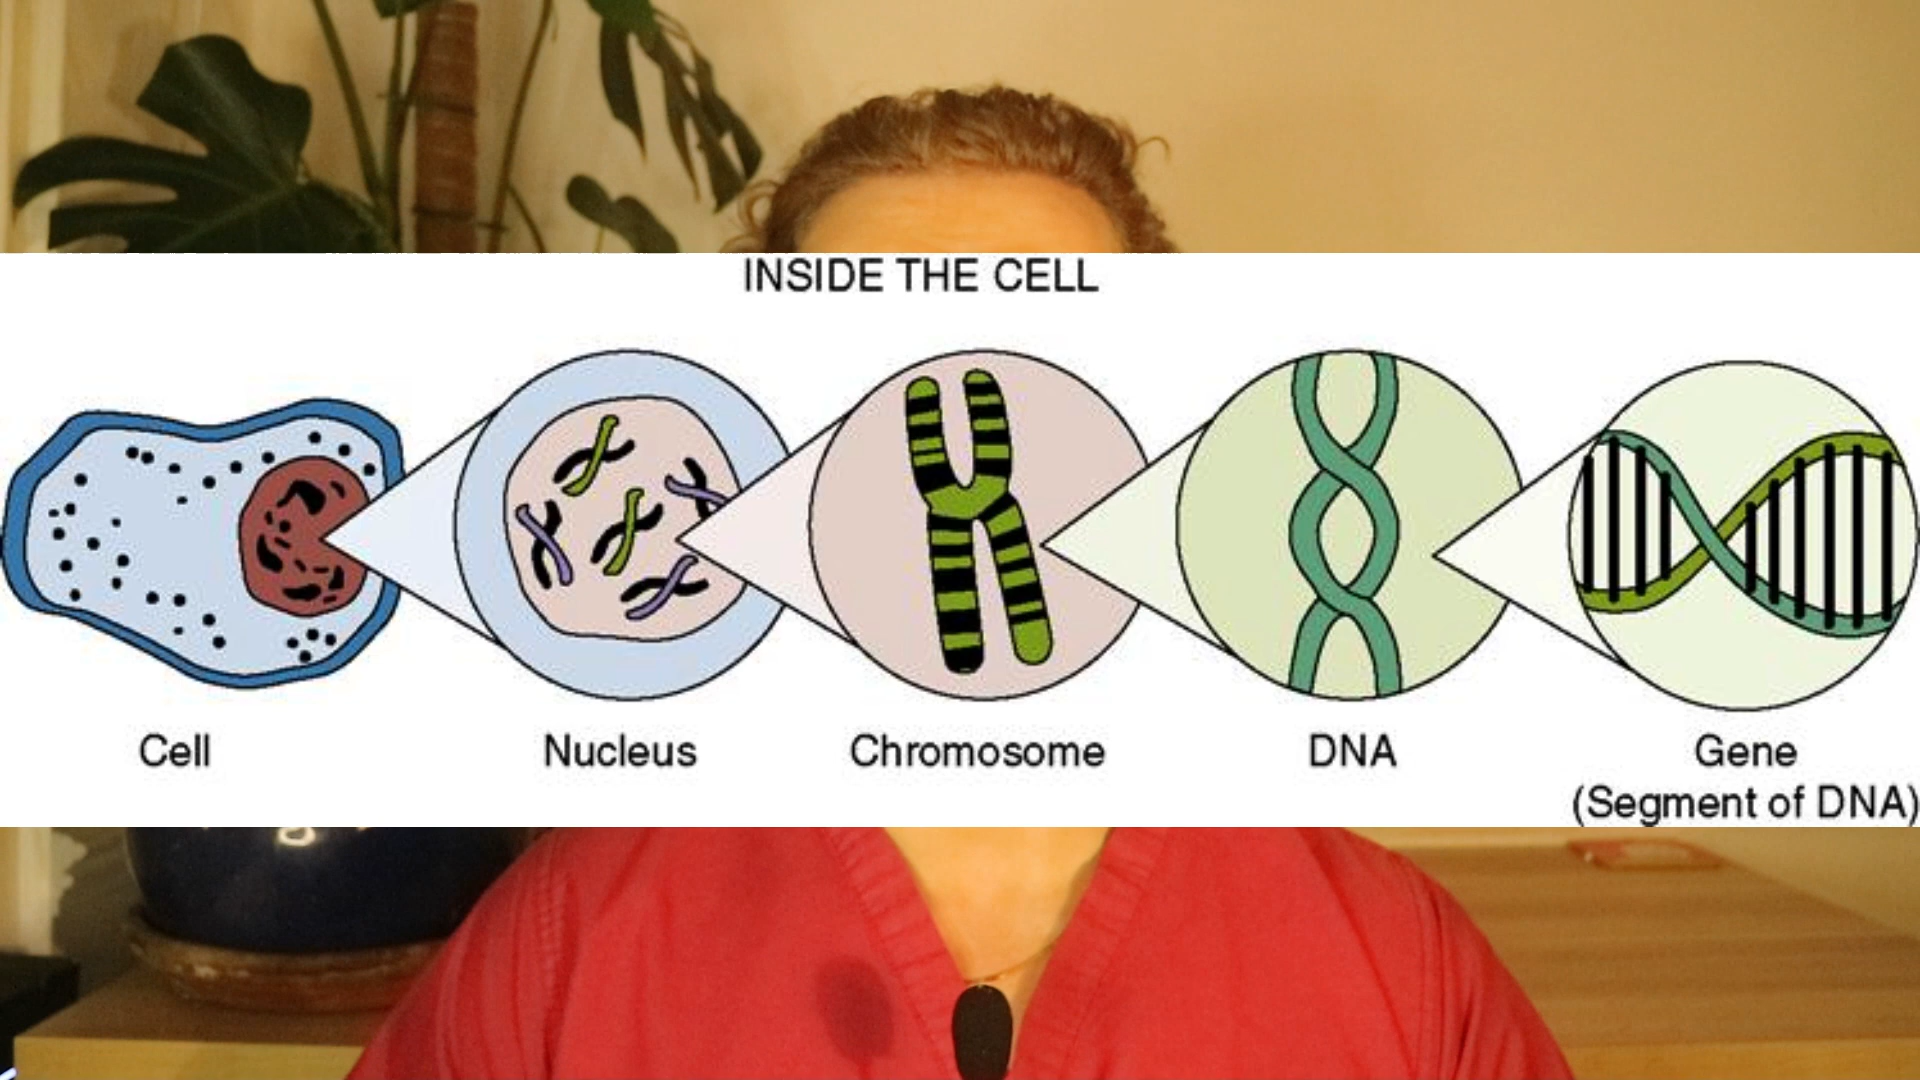 INSIDE THE CELL
Cell
Nucleus
Chromosome
DNA
Gene
(Segment of DNA)